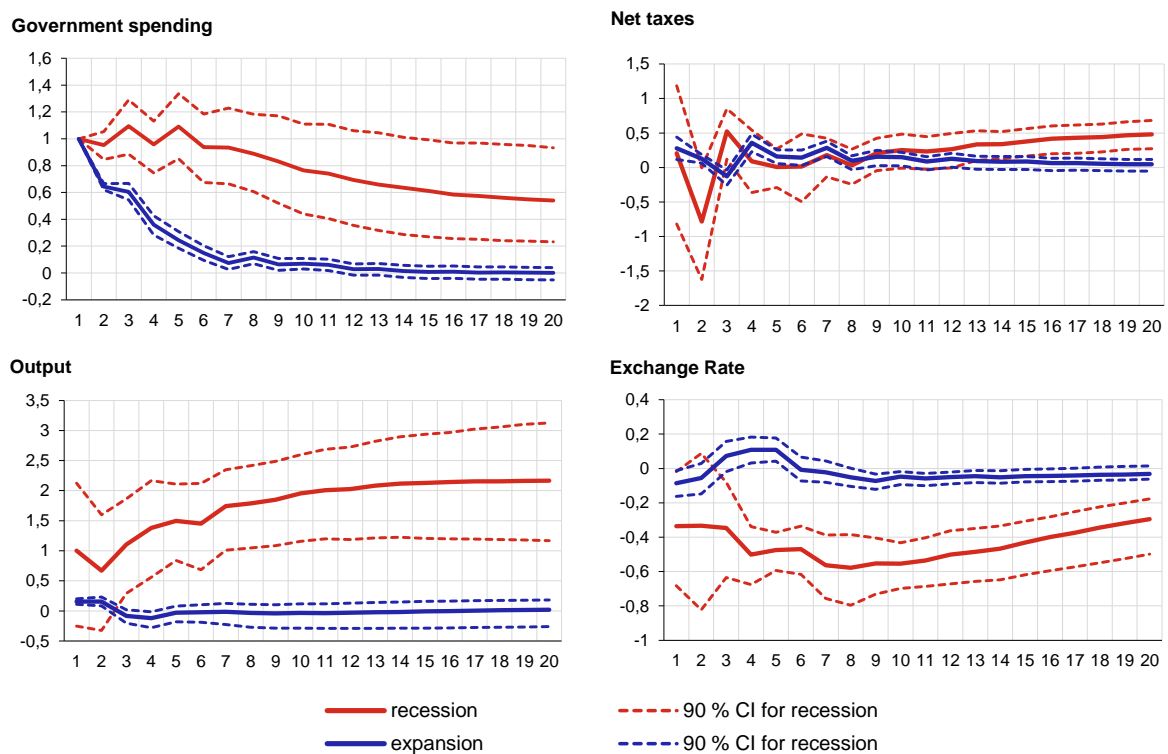 Government spending
1,6
1,4
1,2
1
0,8
0,6
0,4
0,2
0
-0,2
1 2 3 4 5 6 7 8 9 10 11 12 13 14 15 16 17 18 19 20
Net taxes
1,5
1
0,5
0
-0,5
-1
-1,5
-2
1 2 3 4 5 6 7 8 9 10 11 12 13 14 15 16 17 18 19 20
Output
3,5
3
2,5
2
1,5
1
0,5
0
-0,5
1 2 3 4 5 6 7 8 9 10 11 12 13 14 15 16 17 18 19 20
Exchange Rate
0,4
0,2
0
-0,2
-0,4
-0,6
-0,8
-1
1 2 3 4 5 6 7 8 9 10 11 12 13 14 15 16 17 18 19 20
recession
90 % CI for recession
expansion
90 % CI for recession